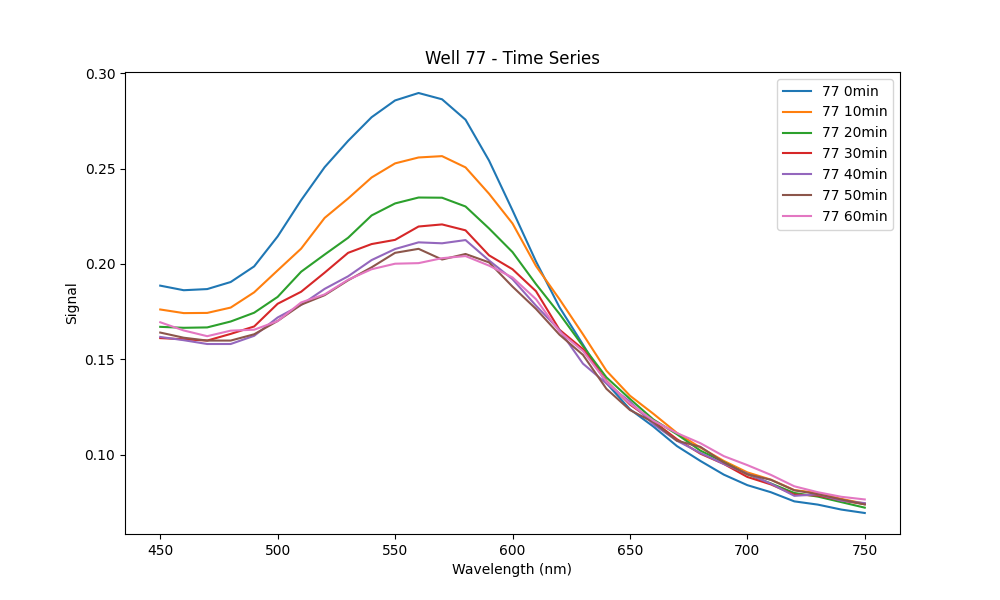 Well 77 - Time Series
Signal
0.30
0.25
0.20
0.15
0.10
77 0min
77 10min
77 20min
77 30min
77 40min
77 50min
77 60min
450 500 550 600 650 700 750
Wavelength (nm)